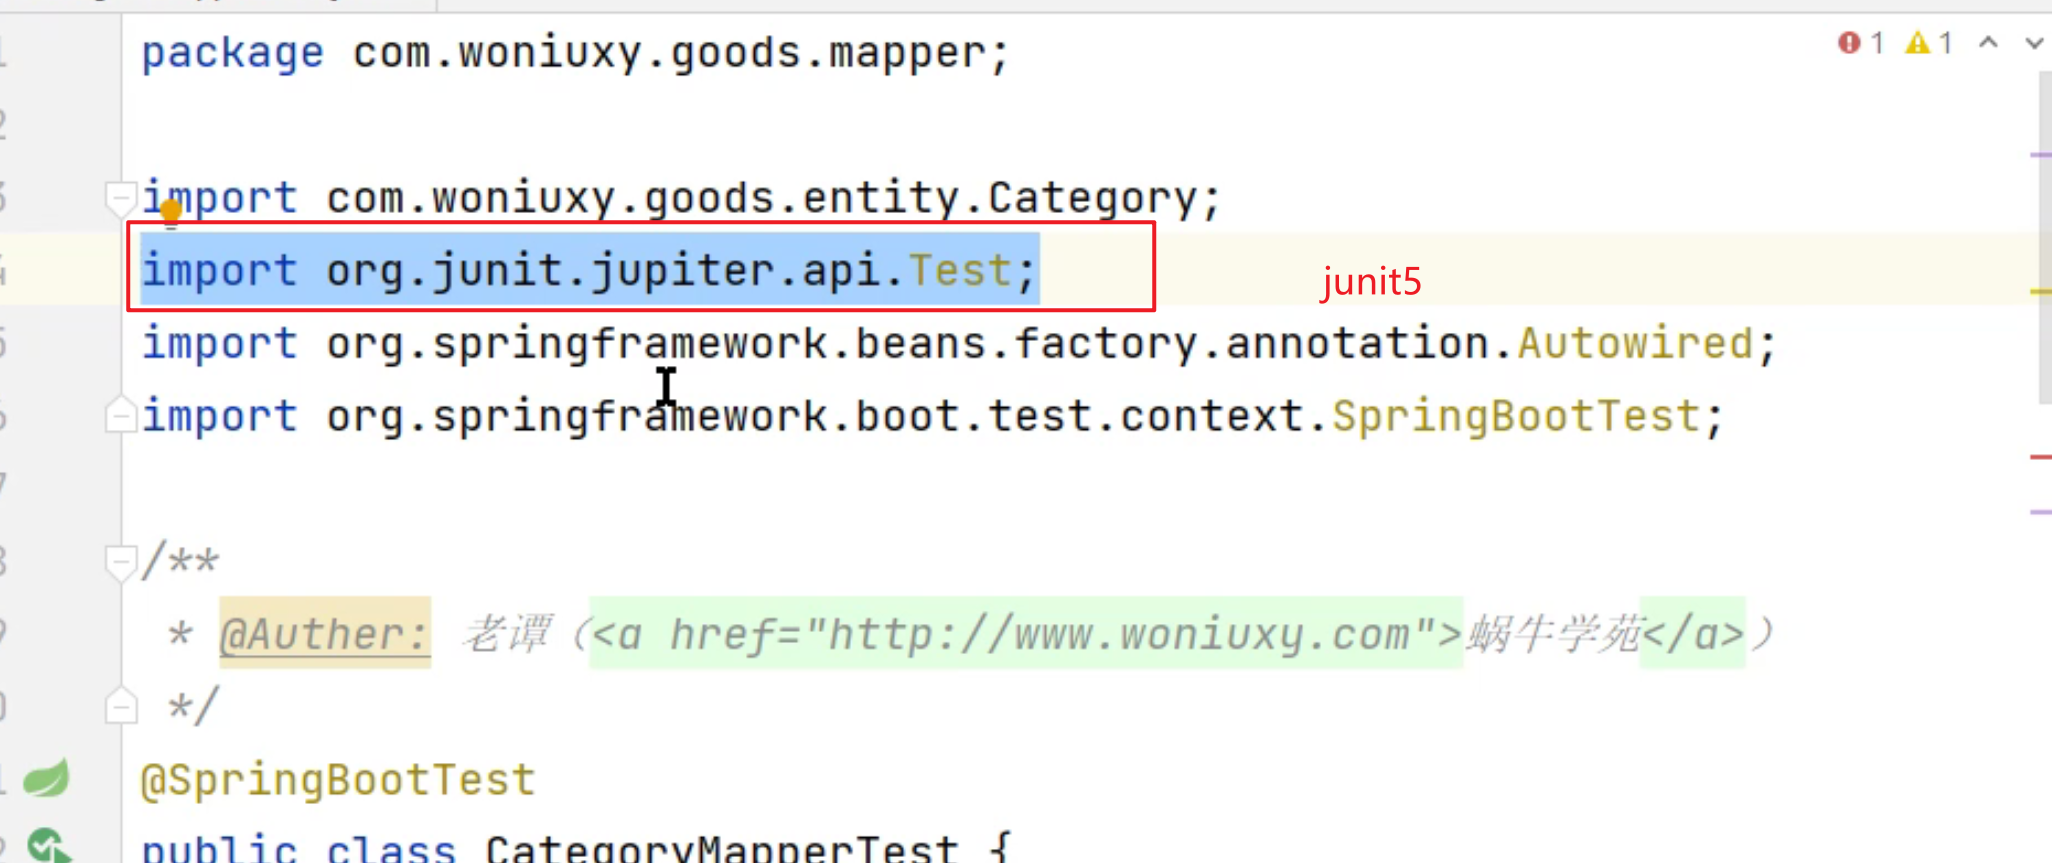 package com.woniuxy.goods.mapper;
1 1
import com.woniuxy.goods.entity.Category;
import org.junit.jupiter.api.Test;
junit5
import org.springframework.beans.factory.annotation.Autowired;
import org.springframework.boot.test.context.SpringBootTest;
/**
* @Auther: 老谭（<a href="http://www.woniuxy.com">蜗牛学苑</a>）
*/
@SpringBootTest
public class CategoryMapperTest {